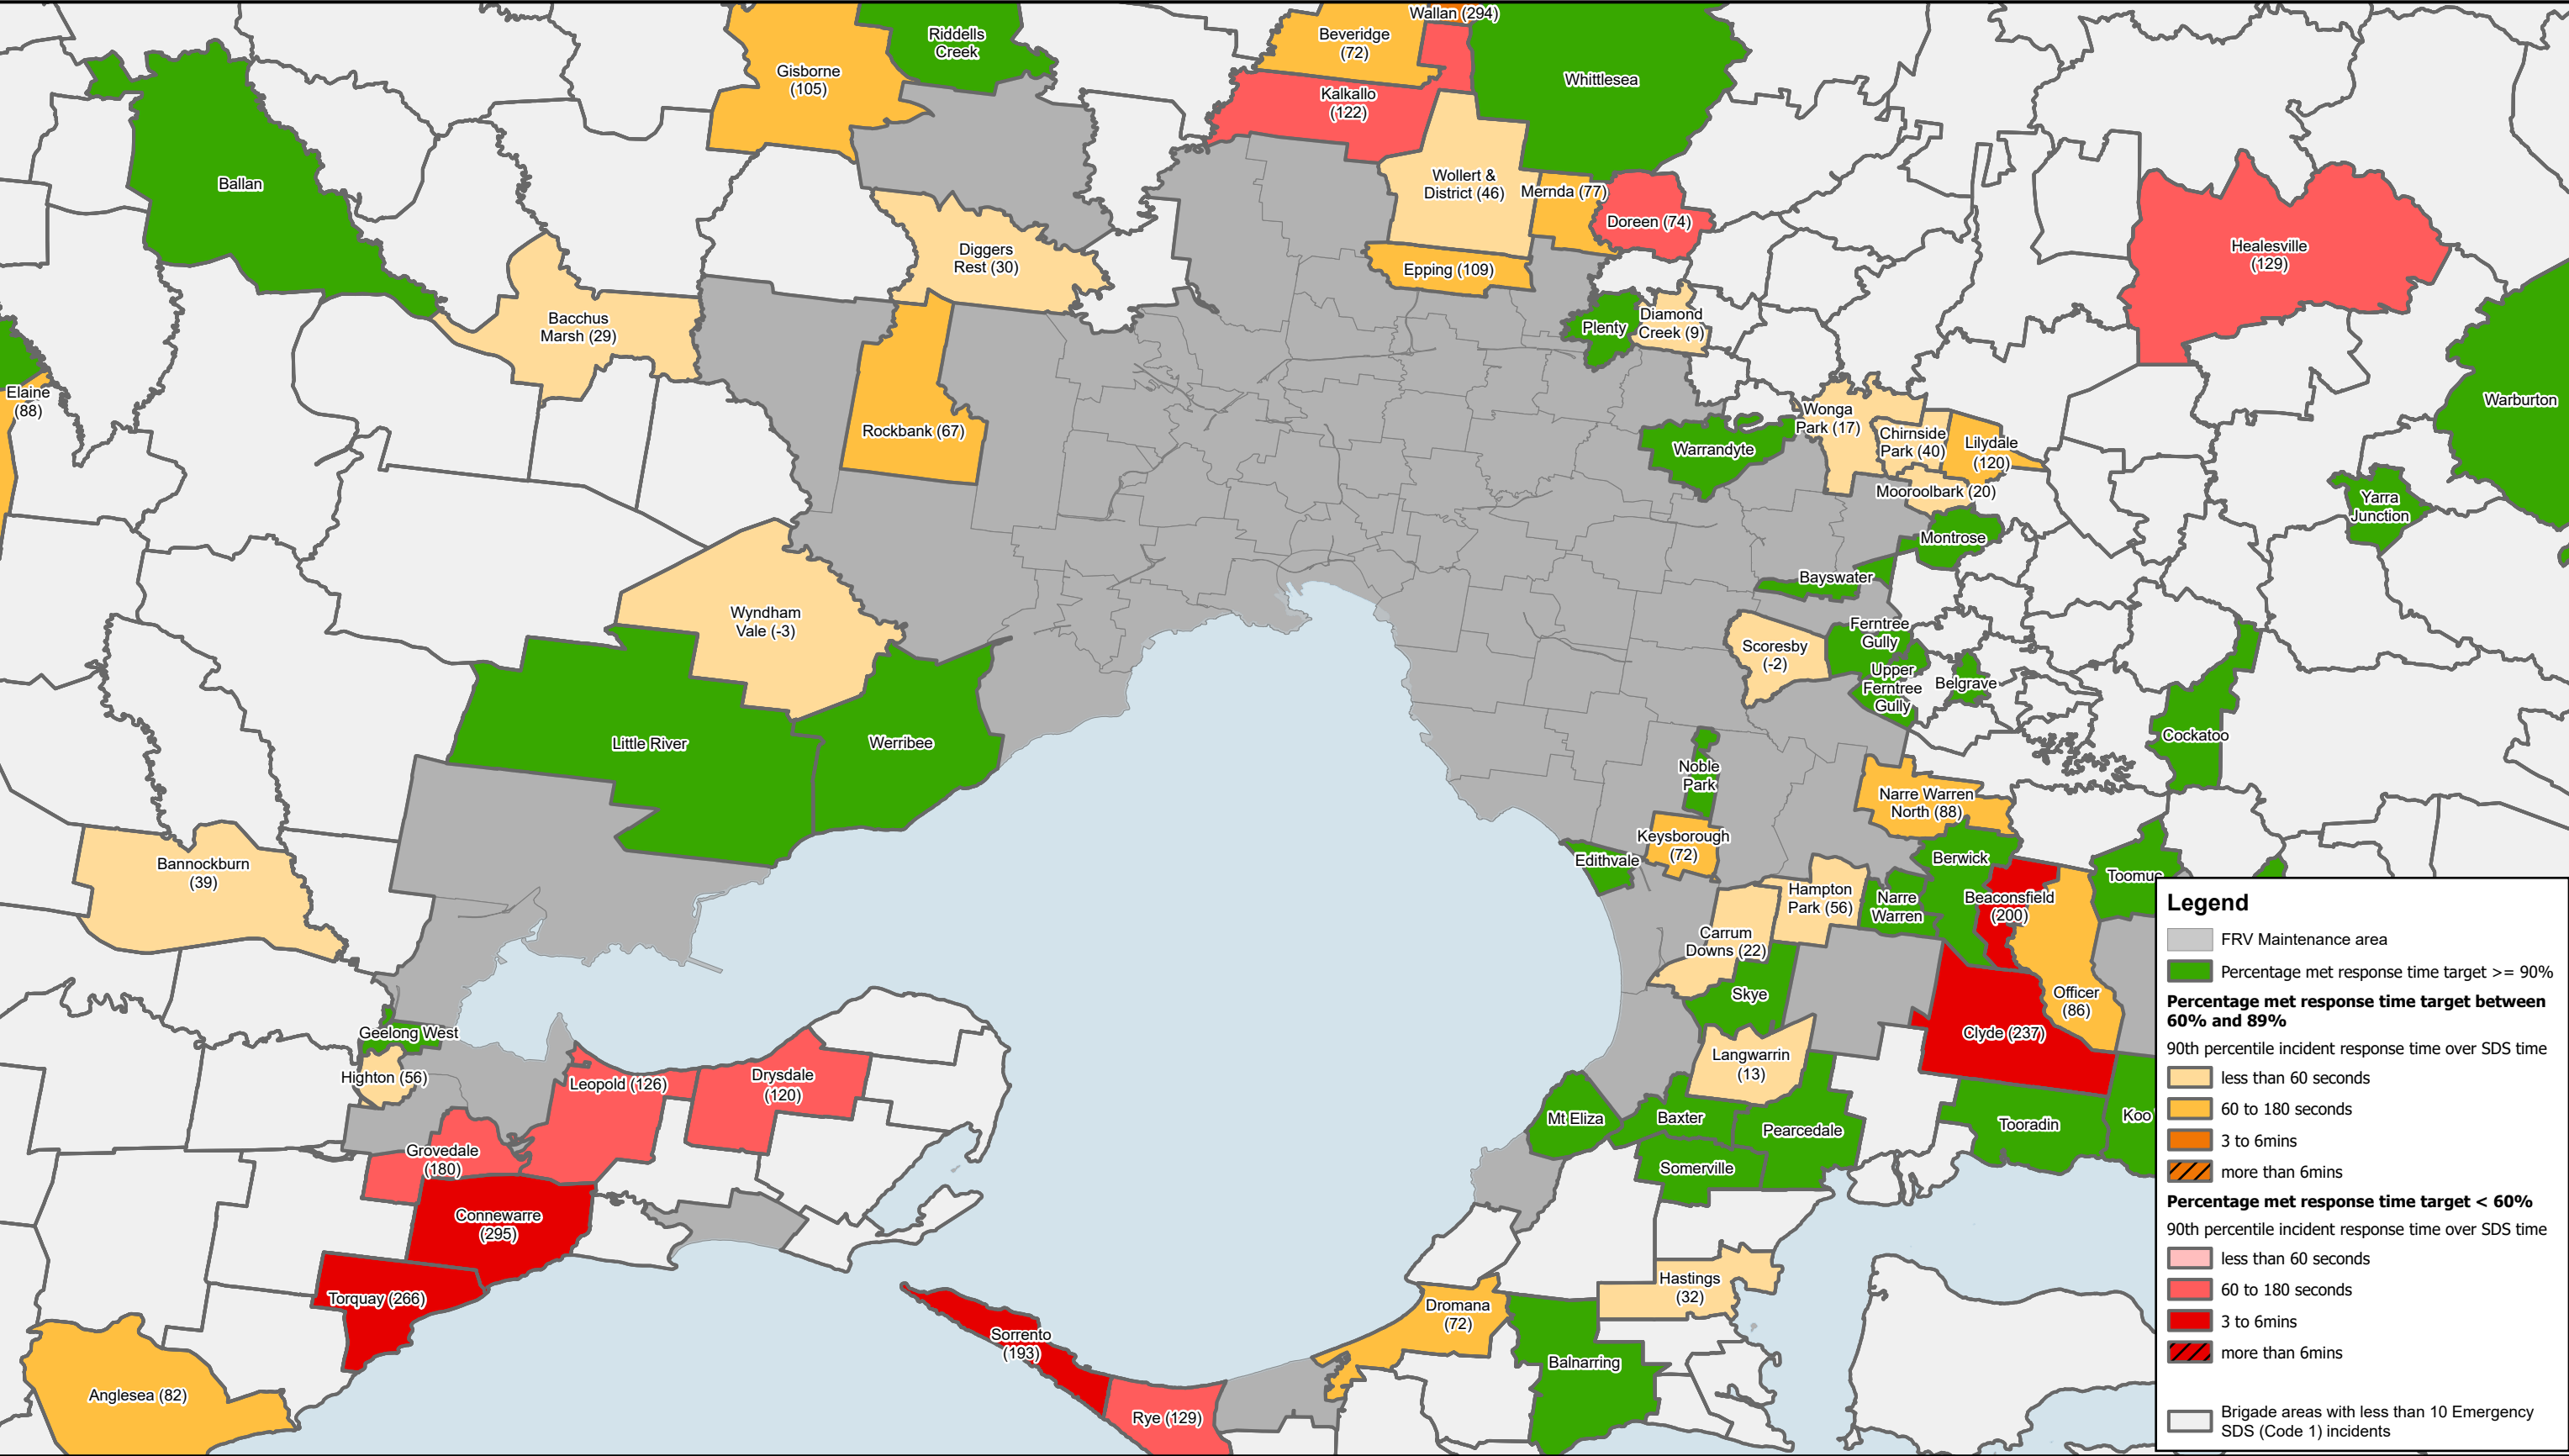 Wallan (294)
Riddells
Creek
Beveridge
(72)
Gisborne
(105)
Whittlesea
Kalkallo
(122)
Ballan
Wollert &
District (46)
Mernda (77)
Doreen (74)
Healesville
(129)
Diggers
Rest (30)
Epping (109)
Bacchus
Marsh (29)
Plenty
Diamond
Creek (9)
Elaine
(88)
Warburton
Rockbank (67)
Wonga
Park (17)
Chirnside
Park (40)
Lilydale
(120)
Warrandyte
Mooroolbark (20)
Yarra
Junction
Montrose
Bayswater
Wyndham
Vale (-3)
Ferntree
Gully
Scoresby
(-2)
Upper
Ferntree
Gully
Belgrave
Little River
Werribee
Cockatoo
Noble
Park
Narre Warren
North (88)
Keysborough
(72)
Edithvale
Berwick
Bannockburn
(39)
Toomuc
Hampton
Park (56)
Narre
Warren
Beaconsfield
(200)
Carrum
Downs (22)
Skye
Officer
(86)
Geelong West
Clyde (237)
Highton (56)
Leopold (126)
Drysdale
(120)
Langwarrin
(13)
Mt Eliza
Baxter
Pearcedale
Tooradin
Koo
Grovedale
(180)
Somerville
Connewarre
(295)
Torquay (266)
Hastings
(32)
Dromana
(72)
Sorrento
(193)
Balnarring
Anglesea (82)
Rye (129)
Legend
FRV Maintenance area
Percentage met response time target >= 90%
Percentage met response time target between
60% and 89%
90th percentile incident response time over SDS time
less than 60 seconds
60 to 180 seconds
3 to 6mins
more than 6mins
Percentage met response time target < 60%
90th percentile incident response time over SDS time
less than 60 seconds
60 to 180 seconds
3 to 6mins
more than 6mins
Brigade areas with less than 10 Emergency
SDS (Code 1) incidents